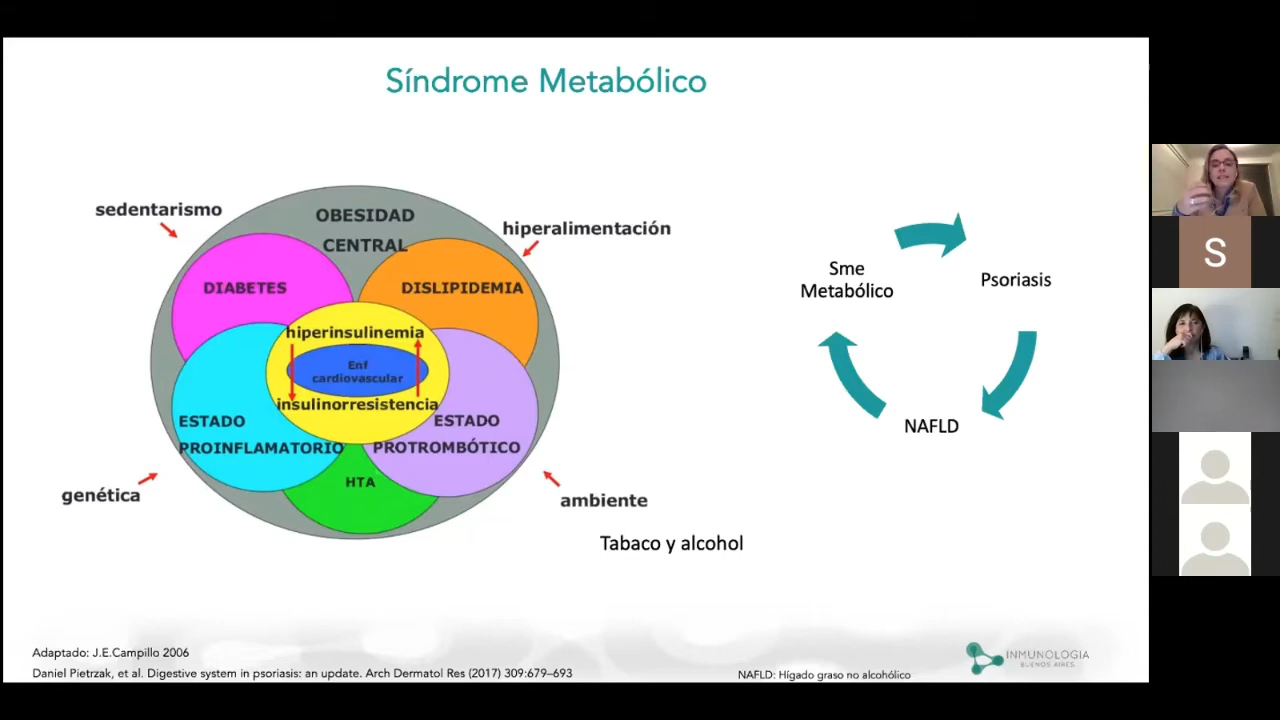 Síndrome Metabólico
sedentarismo
OBESIDAD
CENTRAL
hiperalimentación
DIABETES
DISLIPIDEMIA
hiperinsulinemia
Enf
cardiovascular
insulinorresistencia
ESTADO
PROINFLAMATORIO
ESTADO
PROTROMBÓTICO
HTA
genética
ambiente
Tabaco y alcohol
Sme
Metabólico
Psoriasis
NAFLD
Adaptado: J.E.Campillo 2006
Daniel Pietrzak, et al. Digestive system in psoriasis: an update. Arch Dermatol Res (2017) 309:679–693
NAFLD: Hígado graso no alcohólico
INMUNOLOGIA
BUENOS AIRES
S